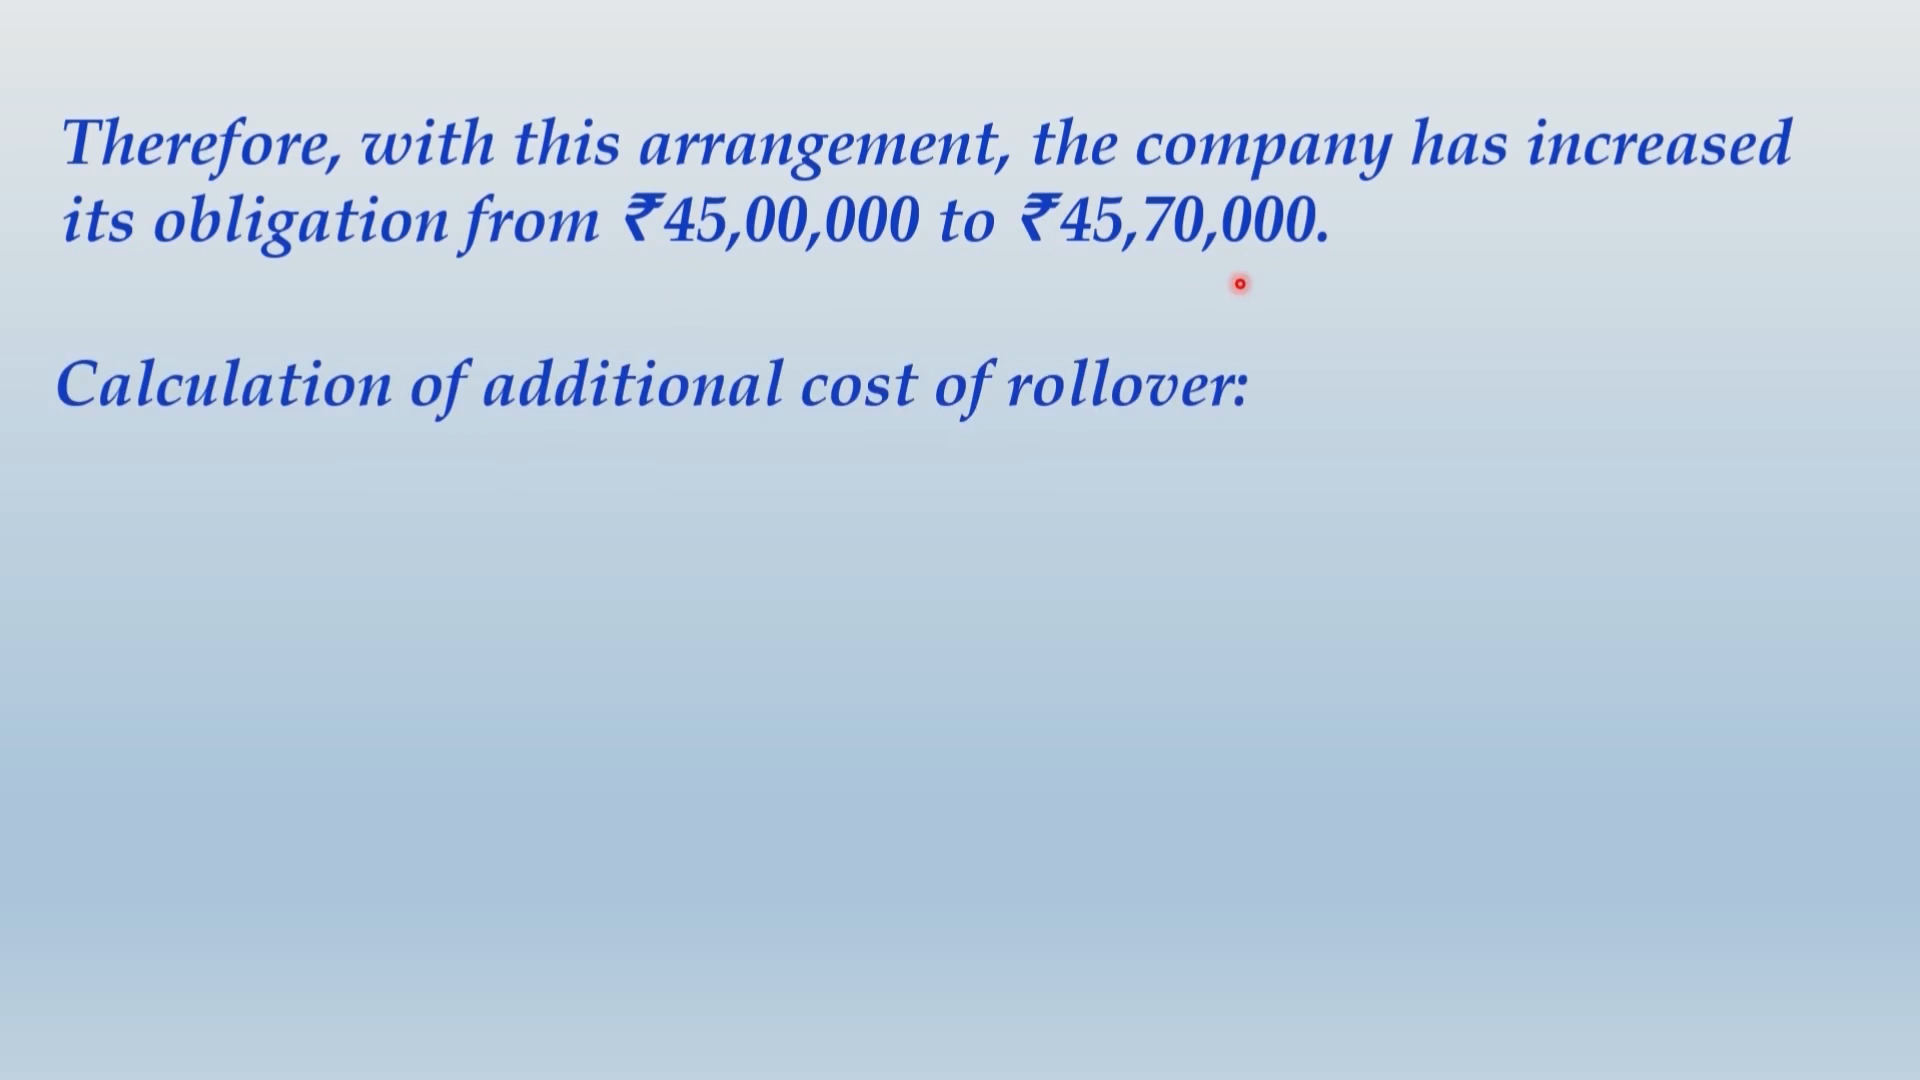 Therefore, with this arrangement, the company has increased
its obligation from ₹45,00,000 to ₹45,70,000.
Calculation of additional cost of rollover: